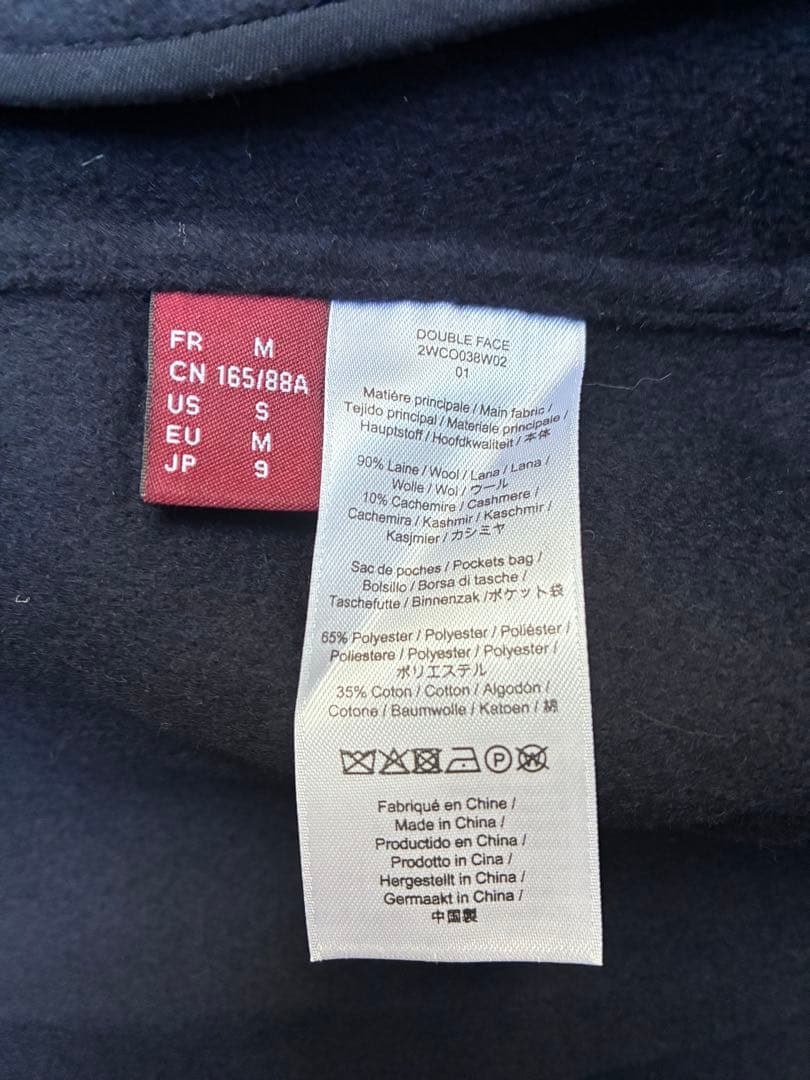 FR M
CN 165/88A
US S
EU M
JP 9
DOUBLE FACE
2WCO038W02
01
Matière principale / Main fabric /
Tejido principal / Materiale principale /
Hauptstoff / Hoofdkwaliteit / 本体
90% Laine / Wool / Lana / Lana /
Wolle / Wol / ウール
10% Cachemire / Cashmere /
Cachemira / Kashmir / Kaschmir /
Kasjmier / カシミヤ
Sac de poches / Pockets bag /
Bolsillo / Borsa di tasche /
Taschefutte / Binnenzak /ポケット袋
65% Polyester / Polyester / Poliéster /
Poliestere / Polyester / Polyester /
ポリエステル
35% Coton / Cotton / Algodón /
Cotone / Baumwolle / Katoen / 綿
P W
Fabriqué en Chine /
Made in China /
Productido en China /
Prodotto in Cina /
Hergestellt in China /
Germaakt in China /
中国製